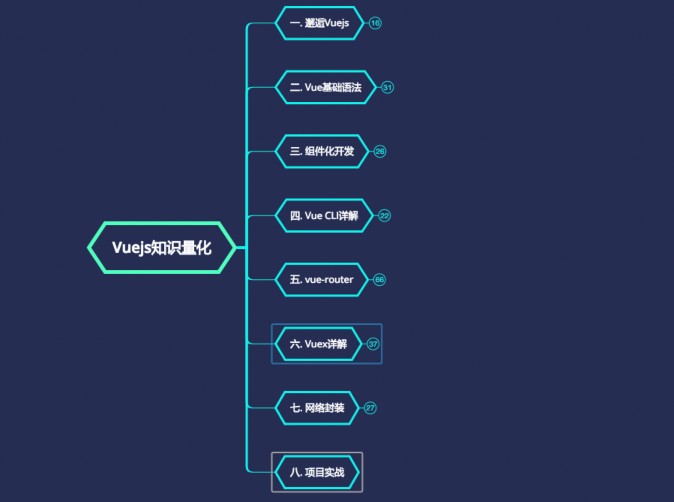 一. 邂逅Vuejs 16
二. Vue基础语法 31
三. 组件化开发 26
四. Vue CLI详解 22
Vuejs知识量化
五. vue-router 66
六. Vuex详解 37
七. 网络封装 27
八. 项目实战